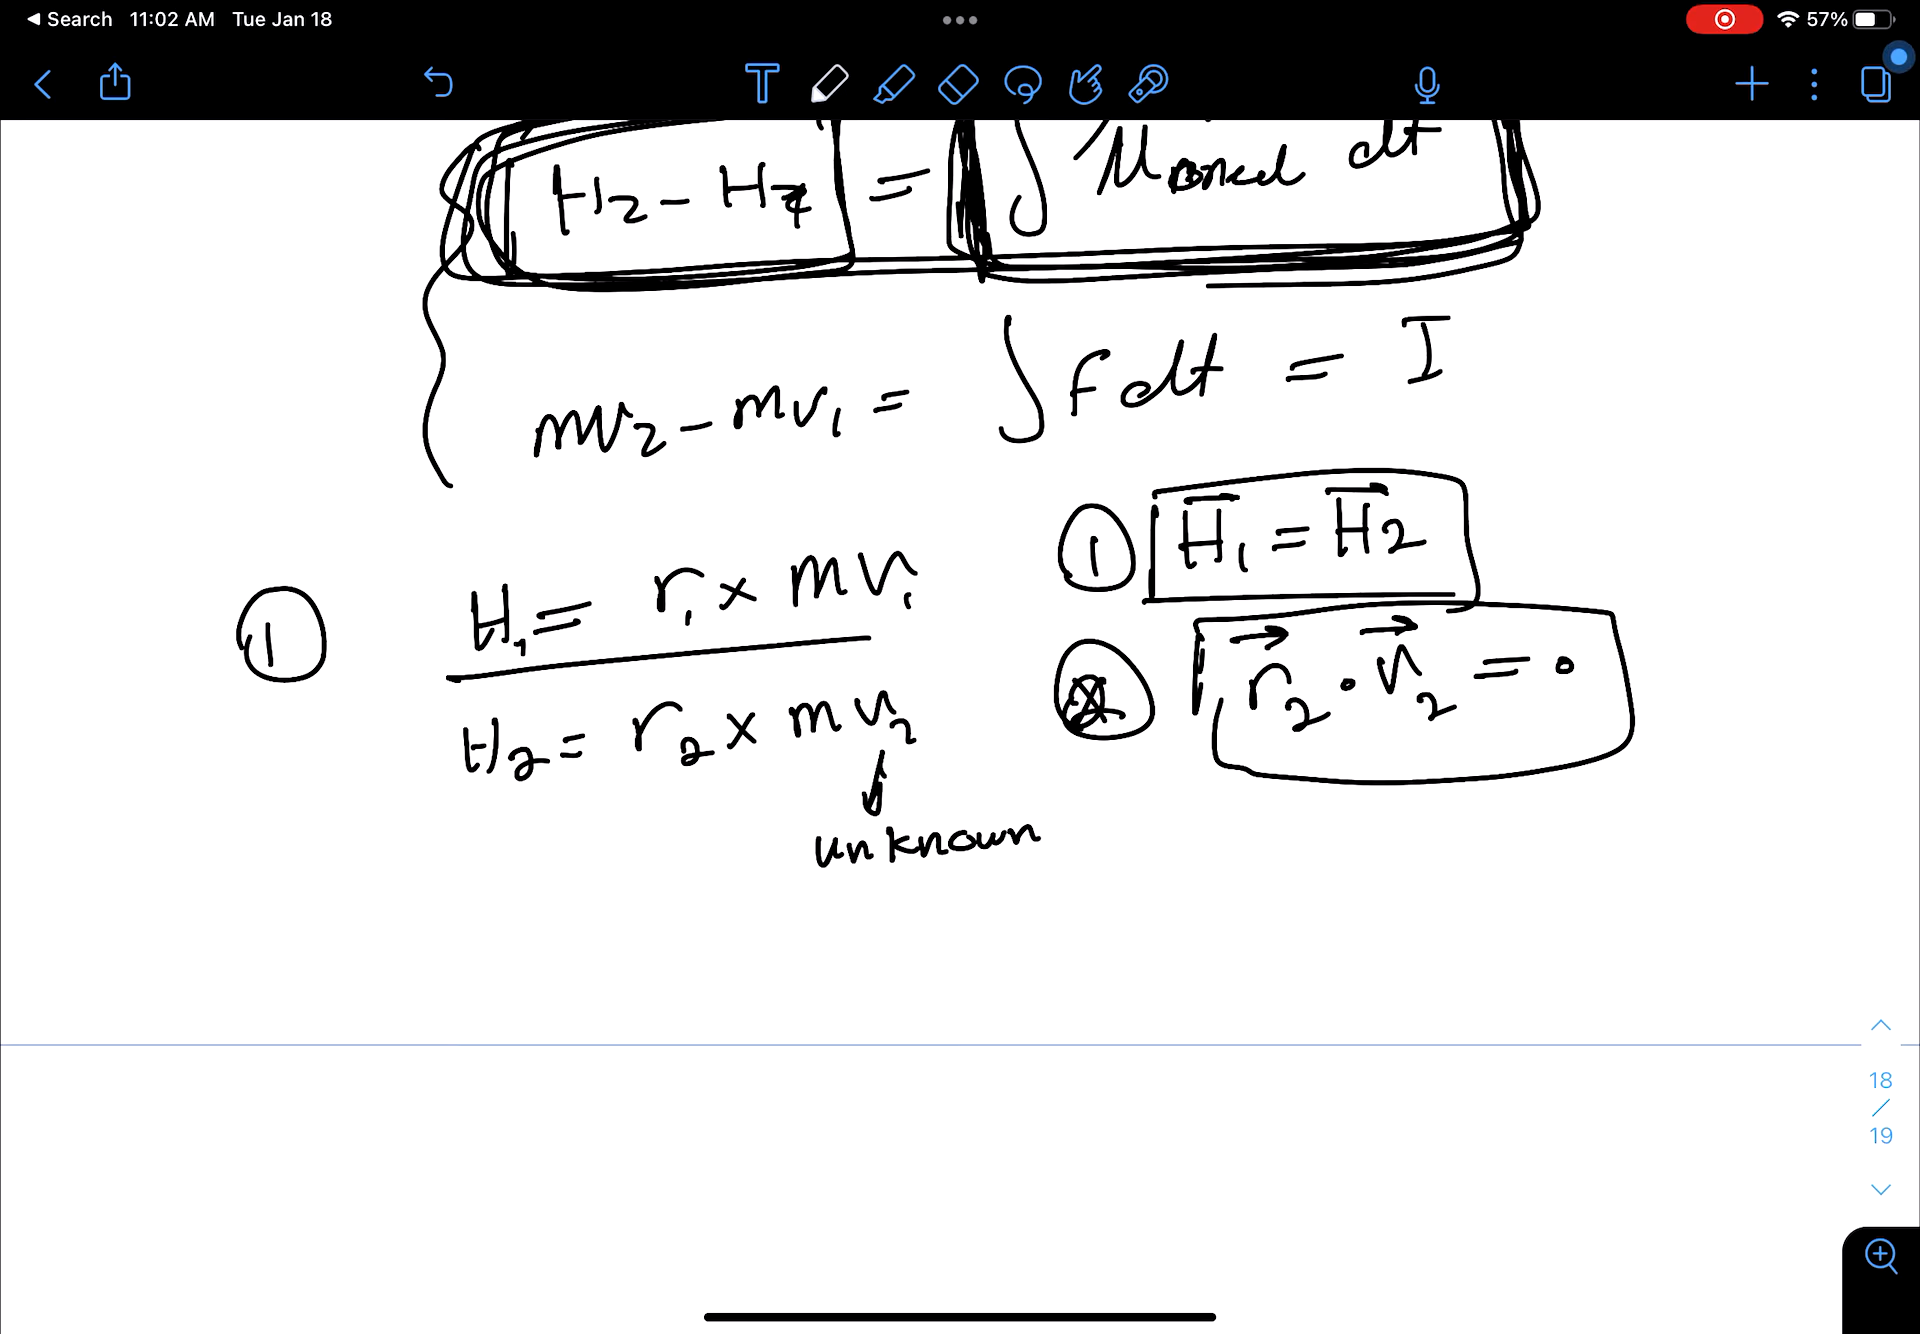 Search 11:02 AM Tue Jan 18
57%
T
H2 - H1 = ∫ M dt
mv2 - mv1 = ∫ F dt = I
① H1 = r1 × mv1
H2 = r2 × mv2
unknown
① H1 = H2
② r2 • v2 = 0
18
/
19